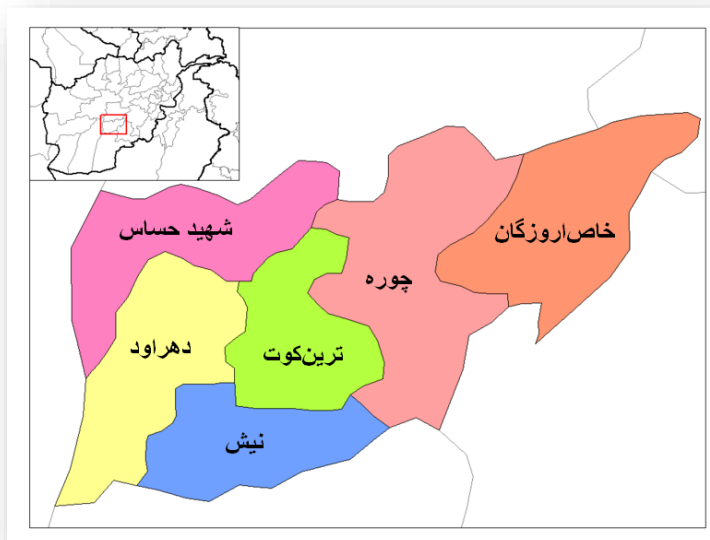 خاص‌اروزگان
شهید حساس
چوره
دهراود
ترین‌کوت
نیش